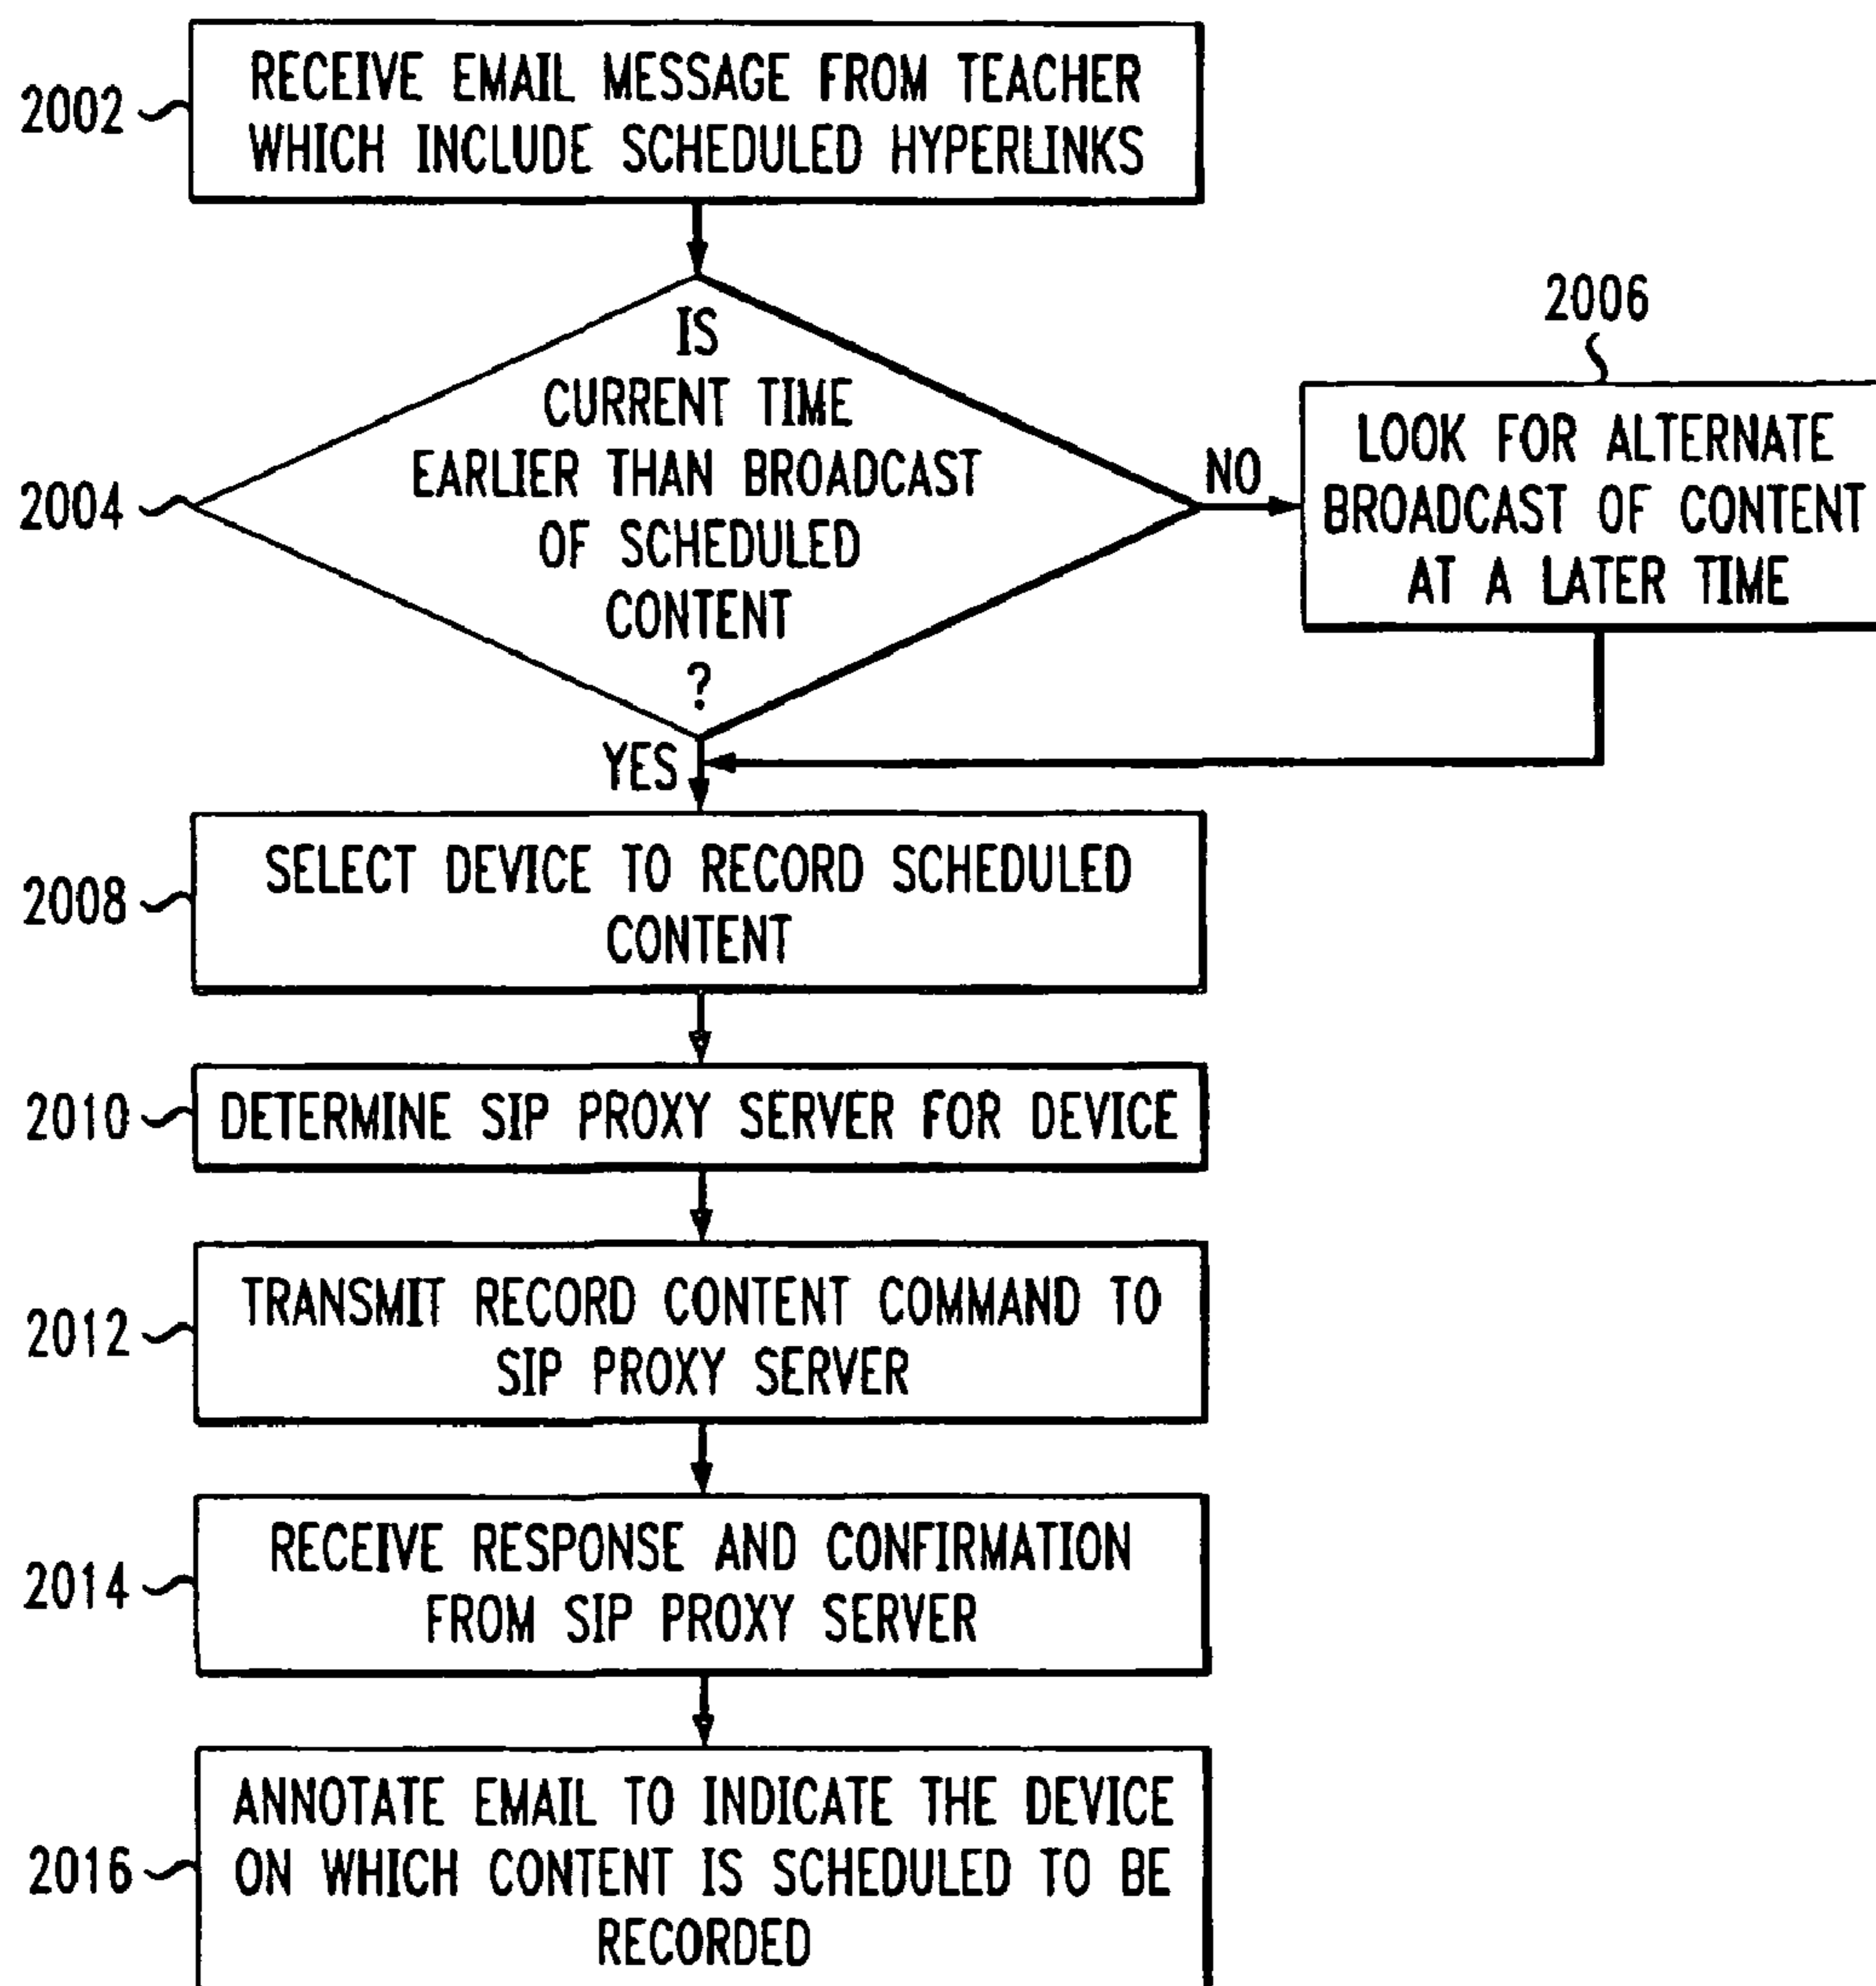 2002
RECEIVE EMAIL MESSAGE FROM TEACHER
WHICH INCLUDE SCHEDULED HYPERLINKS
2004
IS
CURRENT TIME
EARLIER THAN BROADCAST
OF SCHEDULED
CONTENT
?
NO
2006
LOOK FOR ALTERNATE
BROADCAST OF CONTENT
AT A LATER TIME
YES
2008
SELECT DEVICE TO RECORD SCHEDULED
CONTENT
2010
DETERMINE SIP PROXY SERVER FOR DEVICE
2012
TRANSMIT RECORD CONTENT COMMAND TO
SIP PROXY SERVER
2014
RECEIVE RESPONSE AND CONFIRMATION
FROM SIP PROXY SERVER
2016
ANNOTATE EMAIL TO INDICATE THE DEVICE
ON WHICH CONTENT IS SCHEDULED TO BE
RECORDED